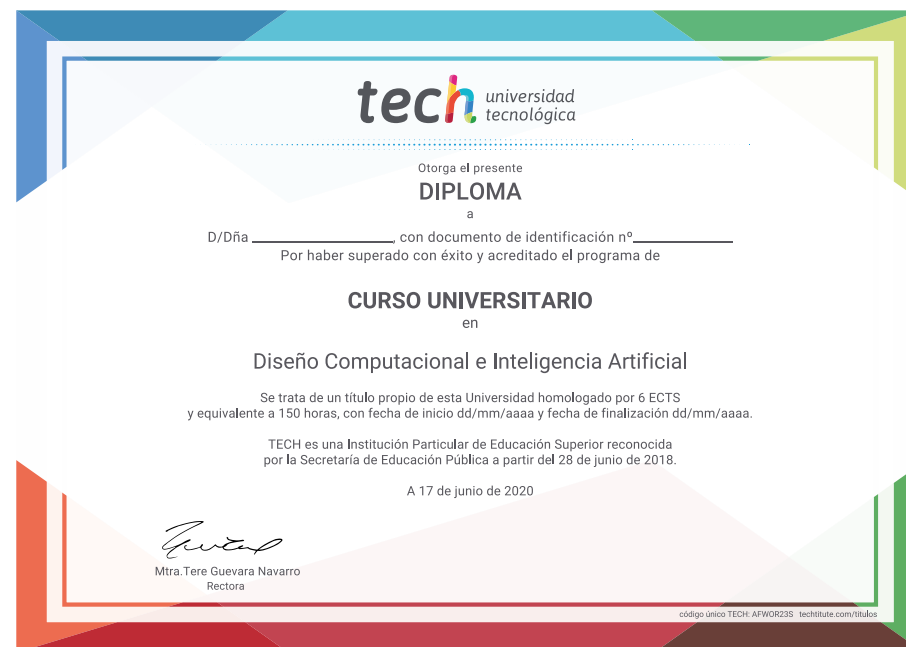 tech universidad
tecnológica
Otorga el presente
DIPLOMA
a
D/Dña ______________, con documento de identificación nº__________
Por haber superado con éxito y acreditado el programa de
CURSO UNIVERSITARIO
en
Diseño Computacional e Inteligencia Artificial
Se trata de un título propio de esta Universidad homologado por 6 ECTS
y equivalente a 150 horas, con fecha de inicio dd/mm/aaaa y fecha de finalización dd/mm/aaaa.
TECH es una Institución Particular de Educación Superior reconocida
por la Secretaría de Educación Pública a partir del 28 de junio de 2018.
A 17 de junio de 2020
Mtra.Tere Guevara Navarro
Rectora
código único TECH: AFWOR23S techtitute.com/titulos